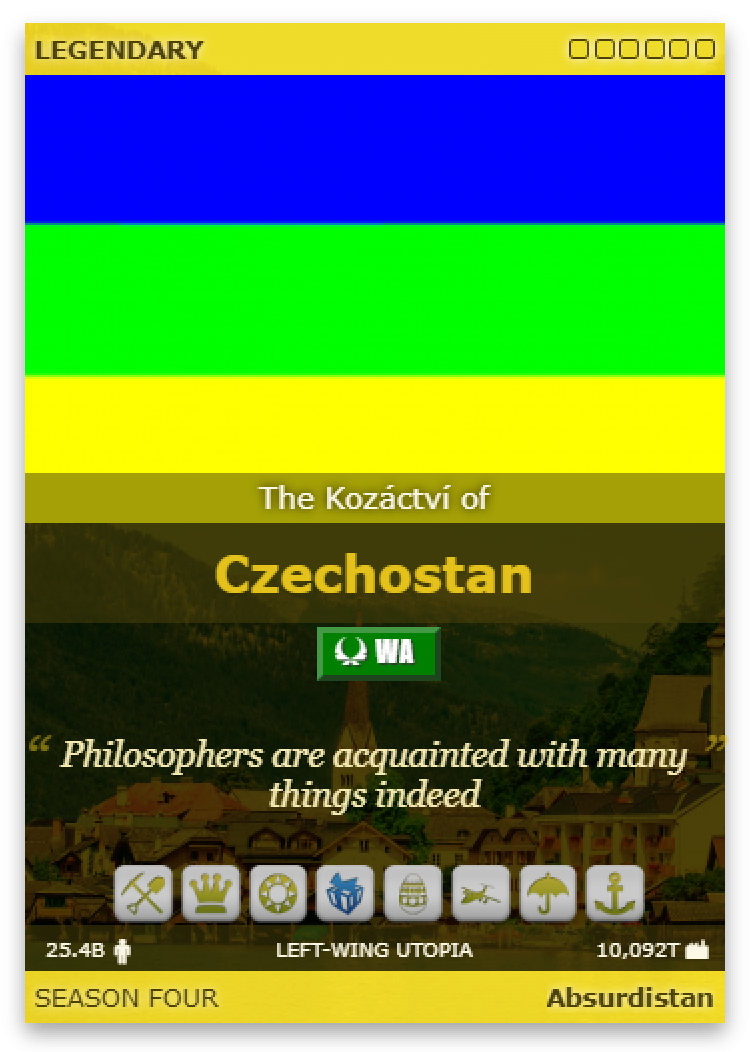 LEGENDARY
The Kozáctví of
Czechostan
WA
“ Philosophers are acquainted with many ”
things indeed
25.4B LEFT-WING UTOPIA 10,092T
SEASON FOUR Absurdistan